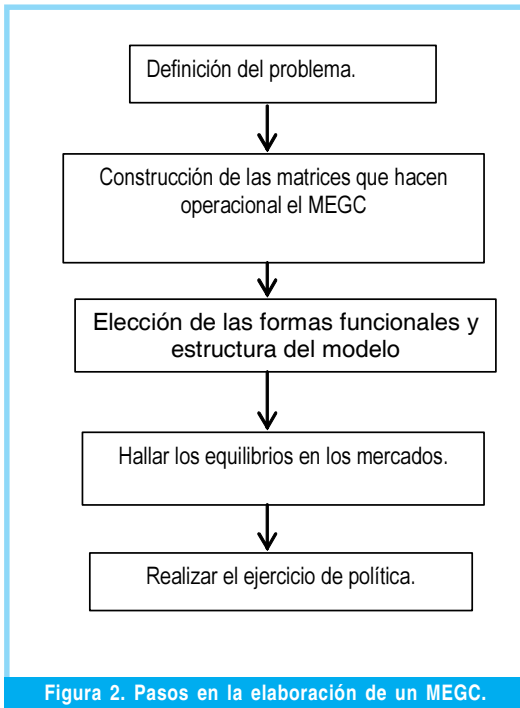 Definición del problema.
Construcción de las matrices que hacen
operacional el MEGC
Elección de las formas funcionales y
estructura del modelo
Hallar los equilibrios en los mercados.
Realizar el ejercicio de política.
Figura 2. Pasos en la elaboración de un MEGC.